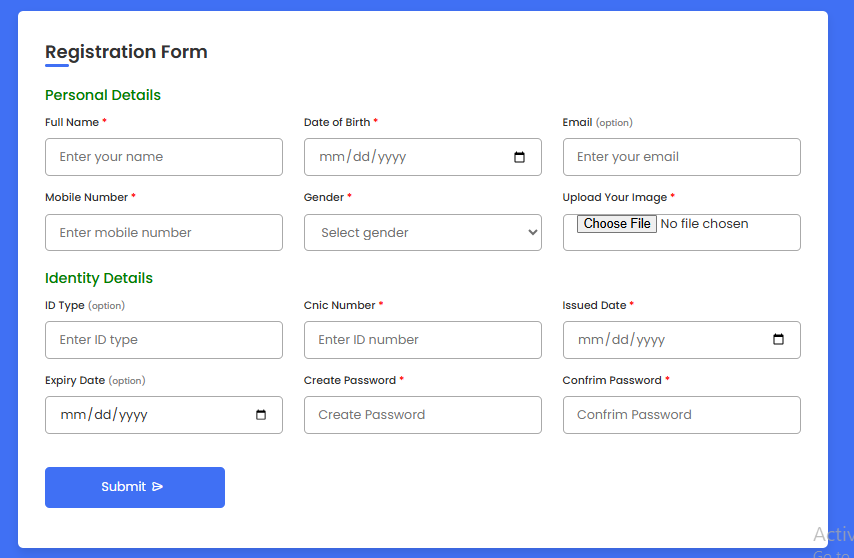 Registration Form
Personal Details
Full Name * Date of Birth * Email (option)
Enter your name mm/dd/yyyy Enter your email
Mobile Number * Gender * Upload Your Image *
Enter mobile number Select gender Choose File No file chosen
Identity Details
ID Type (option) Cnic Number * Issued Date *
Enter ID type Enter ID number mm/dd/yyyy
Expiry Date (option) Create Password * Confrim Password *
mm/dd/yyyy Create Password Confrim Password
Submit
Activ
Go to